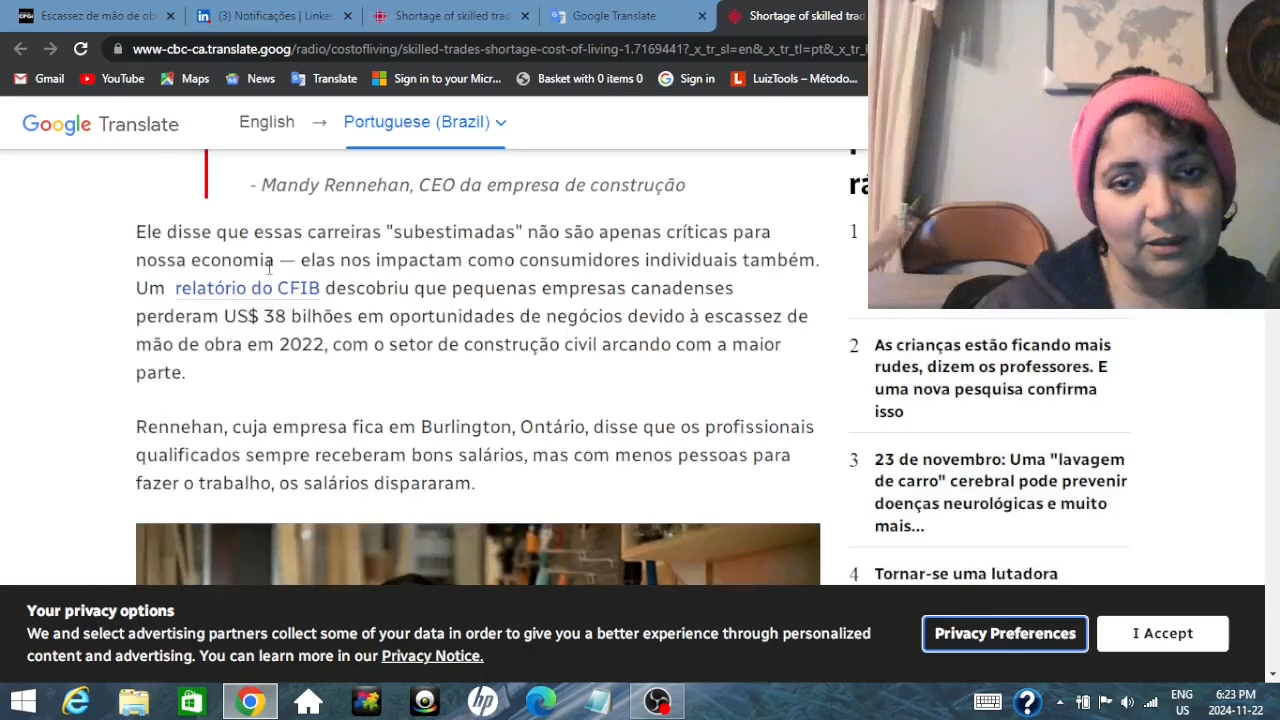 Escassez de mão de ob
(3) Notificações | Linke
Shortage of skilled trad
Google Translate
Shortage of skilled trad
www-cbc-ca.translate.goog/radio/costofliving/skilled-trades-shortage-cost-of-living-1.7169441?_x_tr_sl=en&_x_tr_tl=pt&_x_tr_
Gmail
YouTube
Maps
News
Translate
Sign in to your Micr...
Basket with 0 items 0
Sign in
LuizTools – Método...
Google Translate
English → Portuguese (Brazil)
- Mandy Rennehan, CEO da empresa de construção
Ele disse que essas carreiras "subestimadas" não são apenas críticas para
nossa economia — elas nos impactam como consumidores individuais também.
Um relatório do CFIB descobriu que pequenas empresas canadenses
perderam US$ 38 bilhões em oportunidades de negócios devido à escassez de
mão de obra em 2022, com o setor de construção civil arcando com a maior
parte.
Rennehan, cuja empresa fica em Burlington, Ontário, disse que os profissionais
qualificados sempre receberam bons salários, mas com menos pessoas para
fazer o trabalho, os salários dispararam.
1
2 As crianças estão ficando mais
rudes, dizem os professores. E
uma nova pesquisa confirma
isso
3 23 de novembro: Uma "lavagem
de carro" cerebral pode prevenir
doenças neurológicas e muito
mais...
4 Tornar-se uma lutadora
Your privacy options
We and select advertising partners collect some of your data in order to give you a better experience through personalized
content and advertising. You can learn more in our Privacy Notice.
Privacy Preferences
I Accept
ENG
US
6:23 PM
2024-11-22